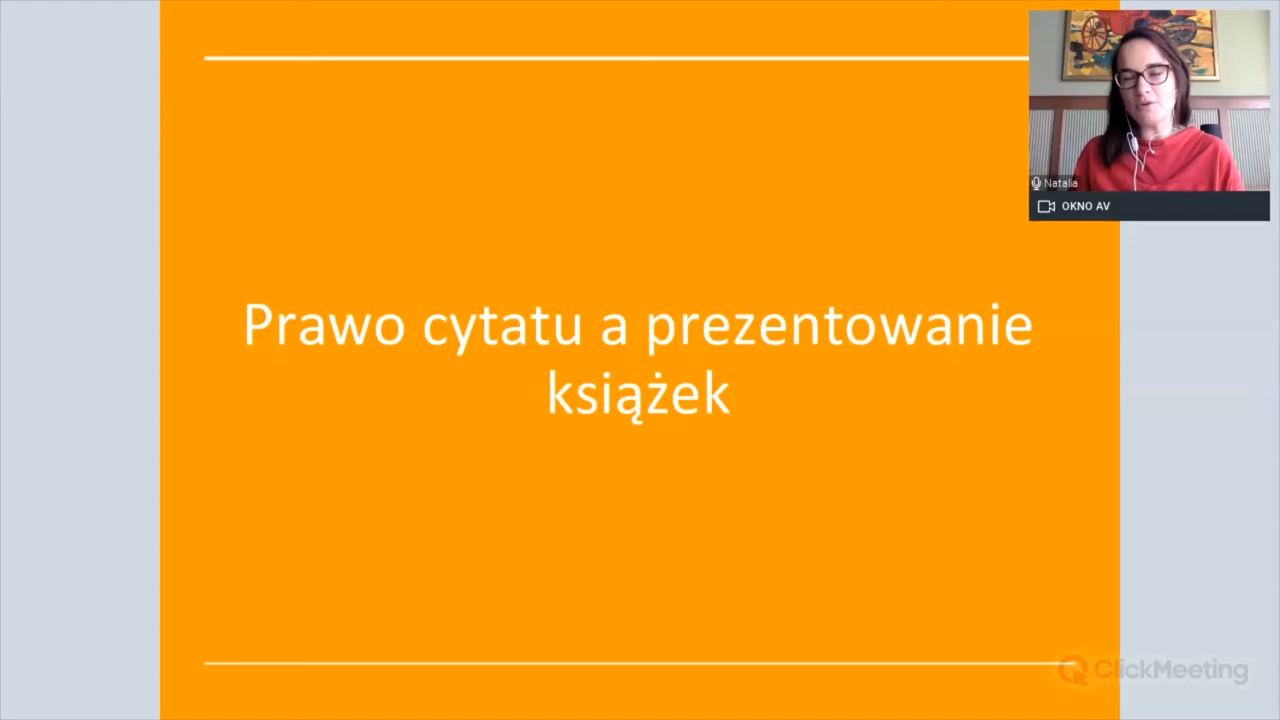 Natalia
OKNO AV
Prawo cytatu a prezentowanie
książek
ClickMeeting